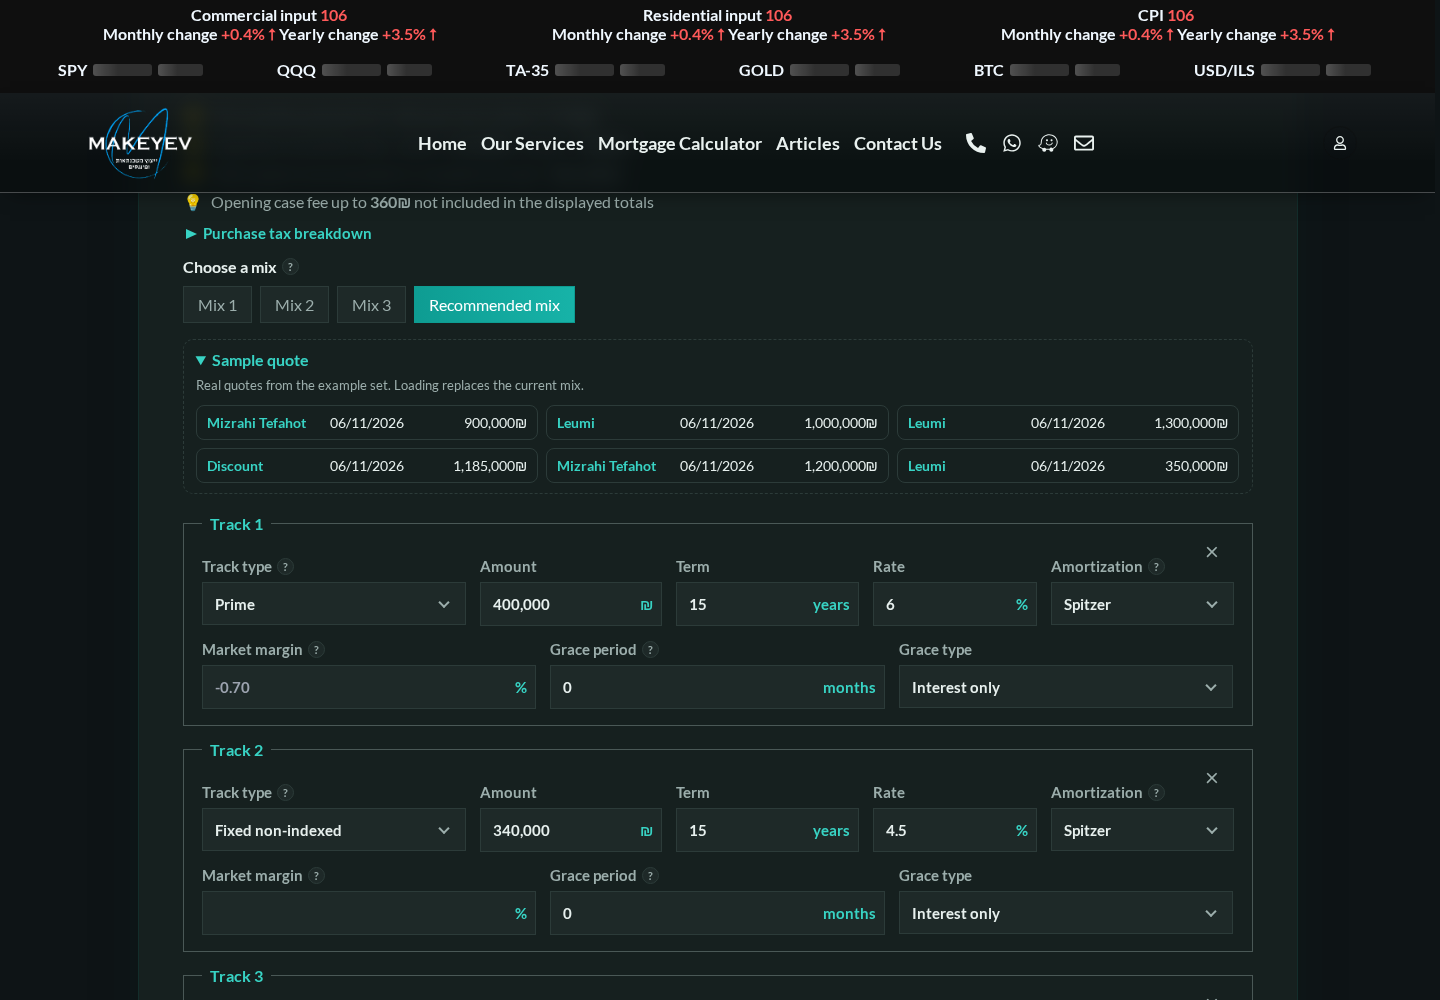 Commercial input 106
Monthly change +0.4% ↑ Yearly change +3.5% ↑
Residential input 106
Monthly change +0.4% ↑ Yearly change +3.5% ↑
CPI 106
Monthly change +0.4% ↑ Yearly change +3.5% ↑
SPY QQQ TA-35 GOLD BTC USD/ILS
MAKEYEV
ייעוץ משכנתאות
ופיננסים
Home Our Services Mortgage Calculator Articles Contact Us
💡 Opening case fee up to 360₪ not included in the displayed totals
► Purchase tax breakdown
Choose a mix ?
Mix 1 Mix 2 Mix 3 Recommended mix
▼ Sample quote
Real quotes from the example set. Loading replaces the current mix.
Mizrahi Tefahot 06/11/2026 900,000₪ Leumi 06/11/2026 1,000,000₪ Leumi 06/11/2026 1,300,000₪
Discount 06/11/2026 1,185,000₪ Mizrahi Tefahot 06/11/2026 1,200,000₪ Leumi 06/11/2026 350,000₪
Track 1
×
Track type ? Amount Term Rate Amortization ?
Prime 400,000 ₪ 15 years 6 % Spitzer
Market margin ? Grace period ? Grace type
-0.70 % 0 months Interest only
Track 2
×
Track type ? Amount Term Rate Amortization ?
Fixed non-indexed 340,000 ₪ 15 years 4.5 % Spitzer
Market margin ? Grace period ? Grace type
% 0 months Interest only
Track 3